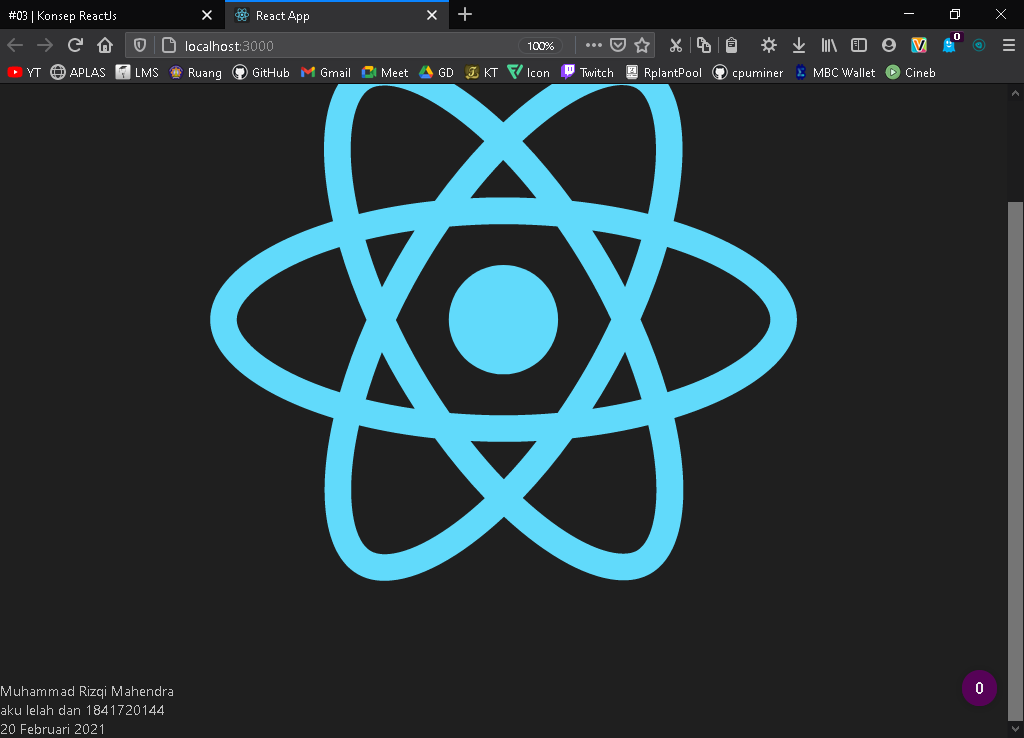 #03 | Konsep ReactJs
React App
localhost:3000
100%
0
YT
APLAS
LMS
Ruang
GitHub
Gmail
Meet
GD
KT
Icon
Twitch
RplantPool
cpuminer
MBC Wallet
Cineb
0
Muhammad Rizqi Mahendra
aku lelah dan 1841720144
20 Februari 2021